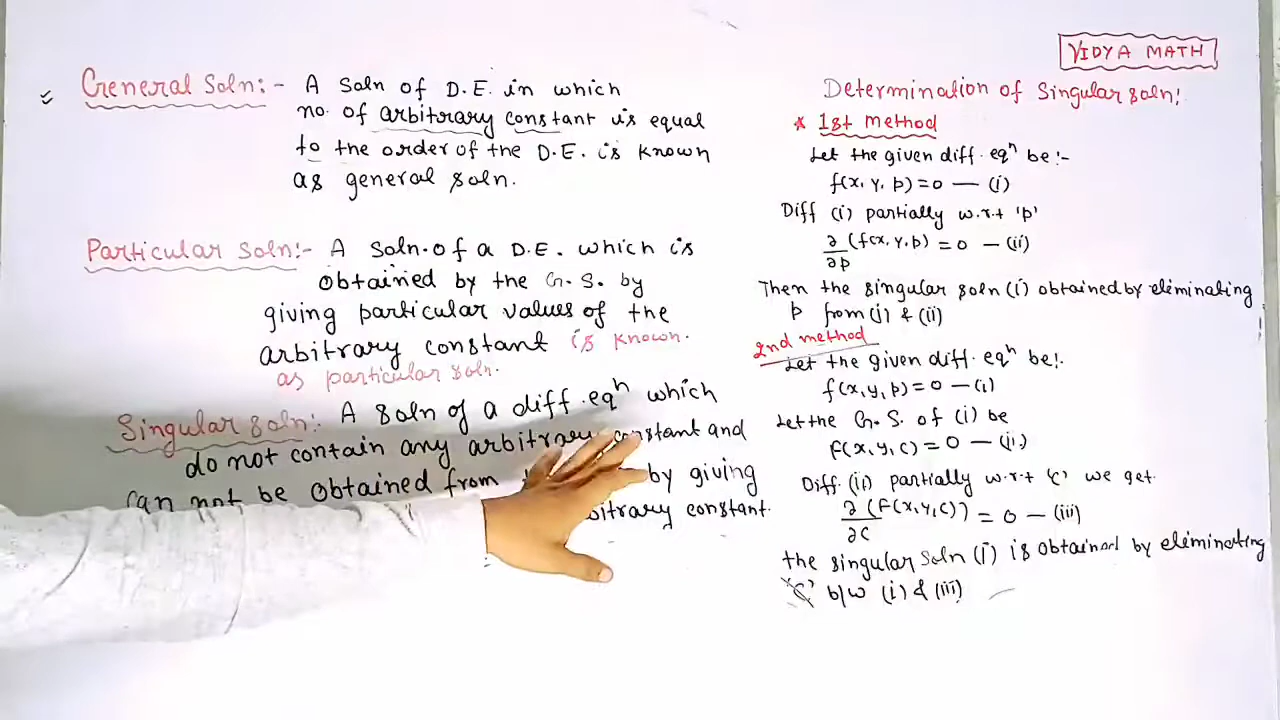 VIDYA MATH
General Soln:- A Soln of D.E. in which
no. of arbitrary constant is equal
to the order of the D.E. is known
as general soln.
Particular Soln:- A Soln. of a D.E. which is
obtained by the G.S. by
giving particular values of the
arbitrary constant is known.
as particular soln.
Singular Soln: A soln of a diff. eqⁿ which
do not contain any arbitrary constant and
can not be obtained from by giving
constant.
Determination of Singular soln:
* 1st method
Let the given diff. eqⁿ be:-
f(x, y, p) = 0 — (i)
Diff (i) partially w.r.t 'p'
∂/∂p (f(x, y, p) = 0 — (ii)
Then the singular soln (i) obtained by eliminating
p from (i) & (ii)
2nd method
Let the given diff. eqⁿ be:.
f(x, y, p) = 0 — (i)
Let the G.S. of (i) be
F(x, y, c) = 0 — (ii)
Diff. (ii) partially w.r.t 'c' we get.
∂/∂c (F(x, y, c)) = 0 — (iii)
the singular Soln (i) is obtained by eliminating
'c' b/w (i) & (iii)